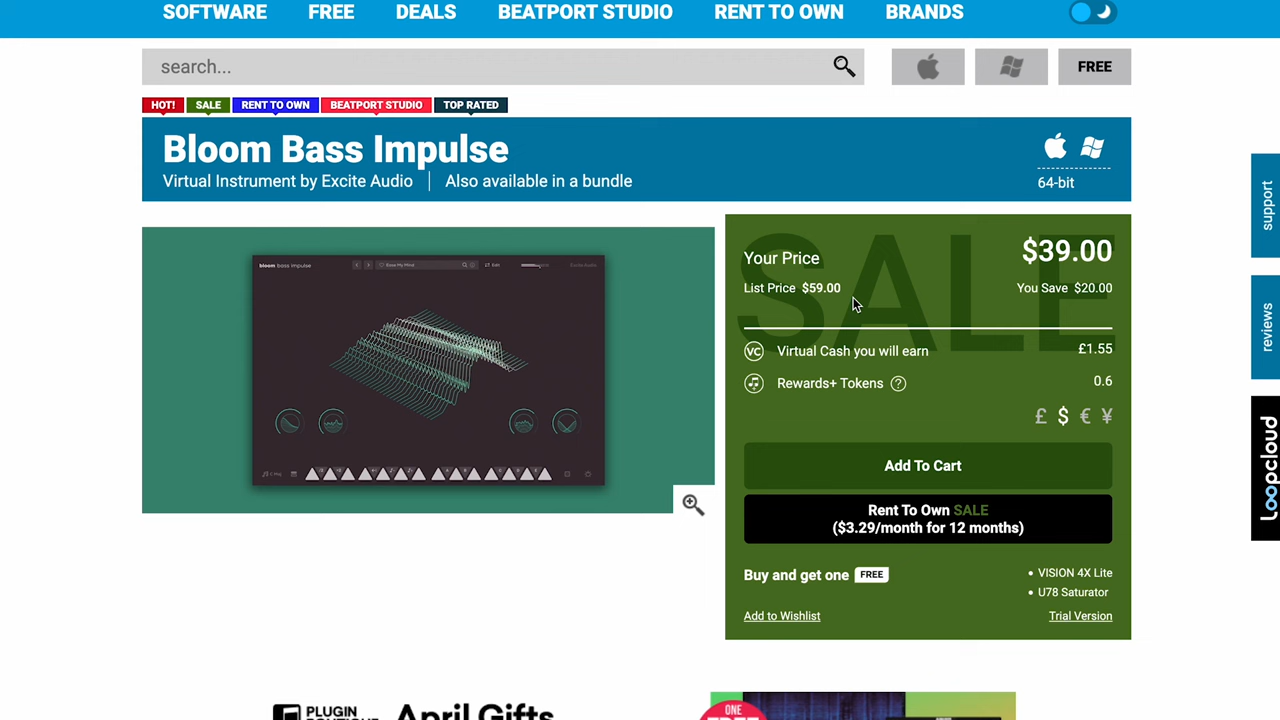 SOFTWARE FREE DEALS BEATPORT STUDIO RENT TO OWN BRANDS
search...
FREE
HOT! SALE RENT TO OWN BEATPORT STUDIO TOP RATED
Bloom Bass Impulse
Virtual Instrument by Excite Audio | Also available in a bundle
64-bit
support
reviews
loopcloud
bloom bass impulse
Edit
Excite Audio
SALE
Your Price $39.00
List Price $59.00 You Save $20.00
VC Virtual Cash you will earn £1.55
Rewards+ Tokens ? 0.6
£ $ € ¥
Add To Cart
Rent To Own SALE
($3.29/month for 12 months)
Buy and get one FREE
• VISION 4X Lite
• U78 Saturator
Add to Wishlist Trial Version
PLUGIN
April Gifts
ONE